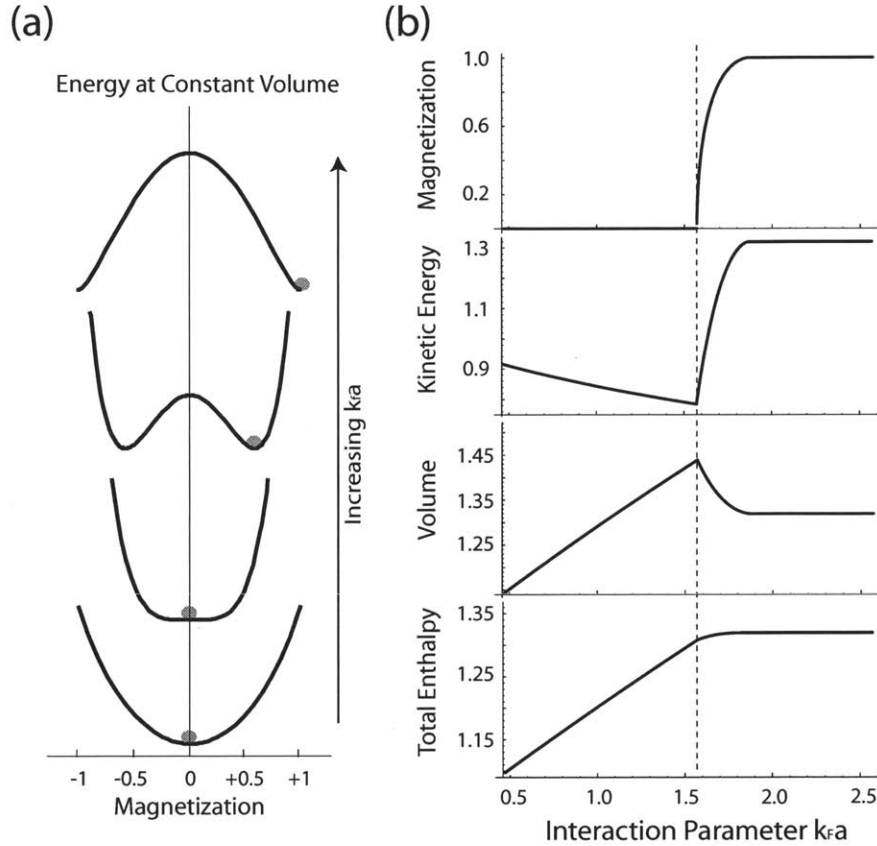 (a)
Energy at Constant Volume
Increasing kfa
-1 -0.5 0 +0.5 +1
Magnetization
(b)
Magnetization
1.0
0.6
0.2
Kinetic Energy
1.3
1.1
0.9
Volume
1.45
1.35
1.25
Total Enthalpy
1.35
1.25
1.15
0.5 1.0 1.5 2.0 2.5
Interaction Parameter kFa